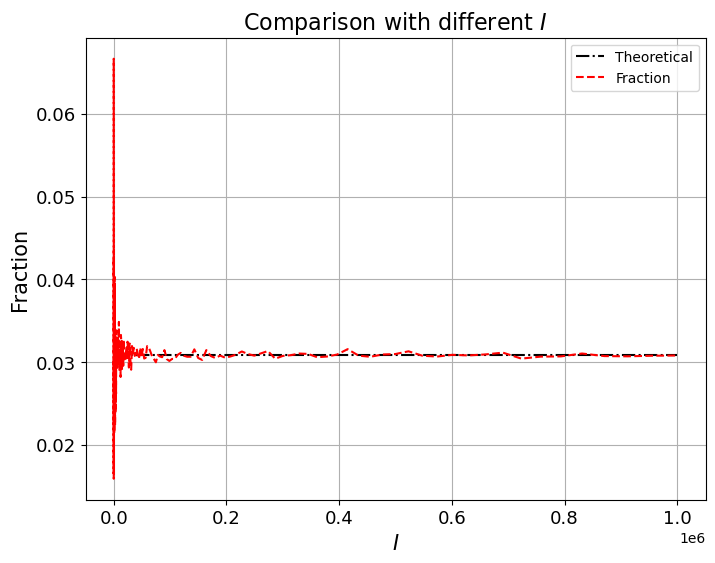 Comparison with different I
Theoretical
Fraction
0.06
0.05
0.04
0.03
0.02
Fraction
0.0 0.2 0.4 0.6 0.8 1.0
1e6
I